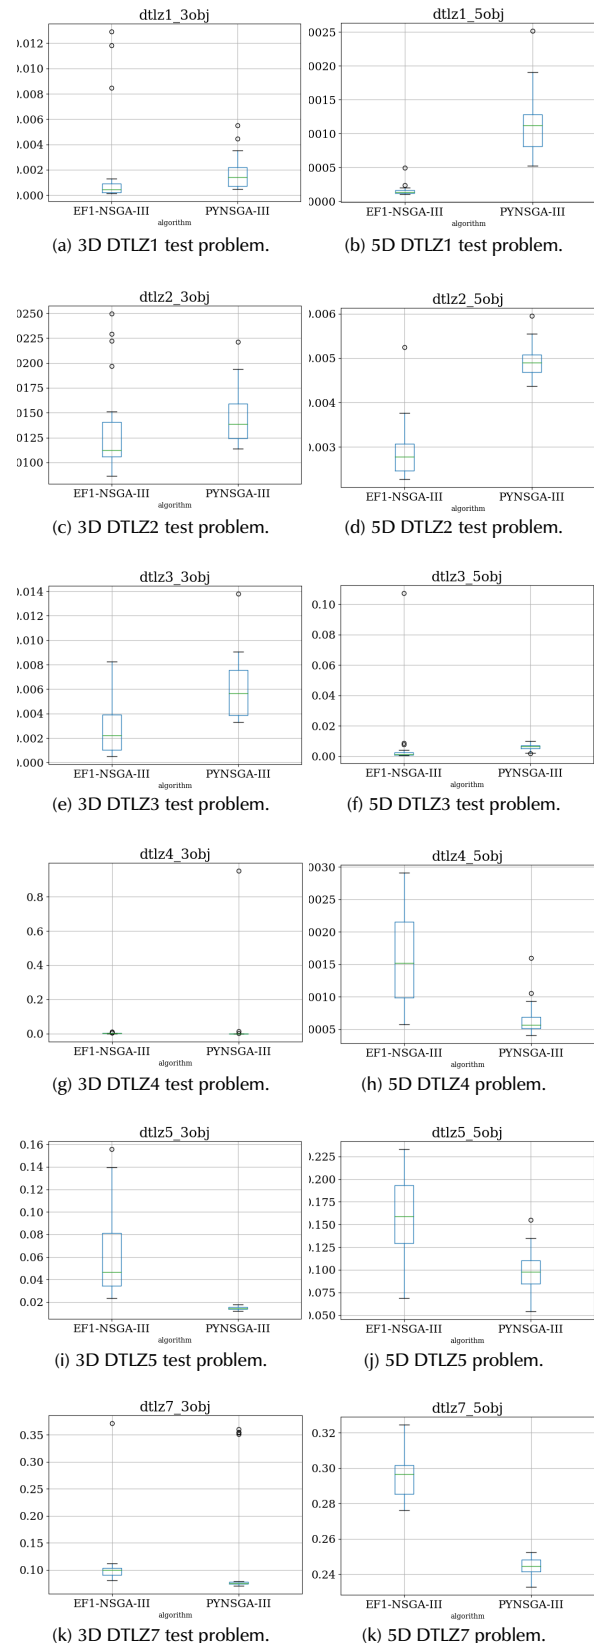 dtlz1_3obj
.012
.010
.008
.006
.004
.002
.000
EF1-NSGA-III PYNSGA-III
algorithm
(a) 3D DTLZ1 test problem.
dtlz1_5obj
0025
0015
0010
0005
0000
EF1-NSGA-III PYNSGA-III
algorithm
(b) 5D DTLZ1 test problem.
dtlz2_3obj
0250
0225
0200
0175
0150
0125
0100
EF1-NSGA-III PYNSGA-III
algorithm
(c) 3D DTLZ2 test problem.
dtlz2_5obj
.006
.005
.004
.003
EF1-NSGA-III PYNSGA-III
algorithm
(d) 5D DTLZ2 test problem.
dtlz3_3obj
.014
.012
.010
.008
.006
.004
.002
.000
EF1-NSGA-III PYNSGA-III
algorithm
(e) 3D DTLZ3 test problem.
dtlz3_5obj
0.10
0.08
0.06
0.04
0.02
0.00
EF1-NSGA-III PYNSGA-III
algorithm
(f) 5D DTLZ3 test problem.
dtlz4_3obj
0.8
0.6
0.4
0.2
0.0
EF1-NSGA-III PYNSGA-III
algorithm
(g) 3D DTLZ4 test problem.
dtlz4_5obj
0030
0025
0020
0015
0010
0005
EF1-NSGA-III PYNSGA-III
algorithm
(h) 5D DTLZ4 problem.
dtlz5_3obj
0.16
0.14
0.12
0.10
0.08
0.06
0.04
0.02
EF1-NSGA-III PYNSGA-III
algorithm
(i) 3D DTLZ5 test problem.
dtlz5_5obj
0.225
0.200
0.175
0.150
0.125
0.100
0.075
0.050
EF1-NSGA-III PYNSGA-III
algorithm
(j) 5D DTLZ5 problem.
dtlz7_3obj
0.35
0.30
0.25
0.20
0.15
0.10
EF1-NSGA-III PYNSGA-III
algorithm
(k) 3D DTLZ7 test problem.
dtlz7_5obj
0.32
0.30
0.28
0.26
0.24
EF1-NSGA-III PYNSGA-III
algorithm
(k) 5D DTLZ7 problem.